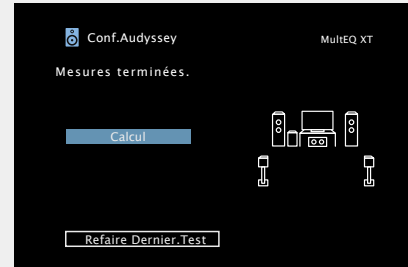 Conf.Audyssey
MultEQ XT
Mesures terminées.
Calcul
Refaire Dernier.Test